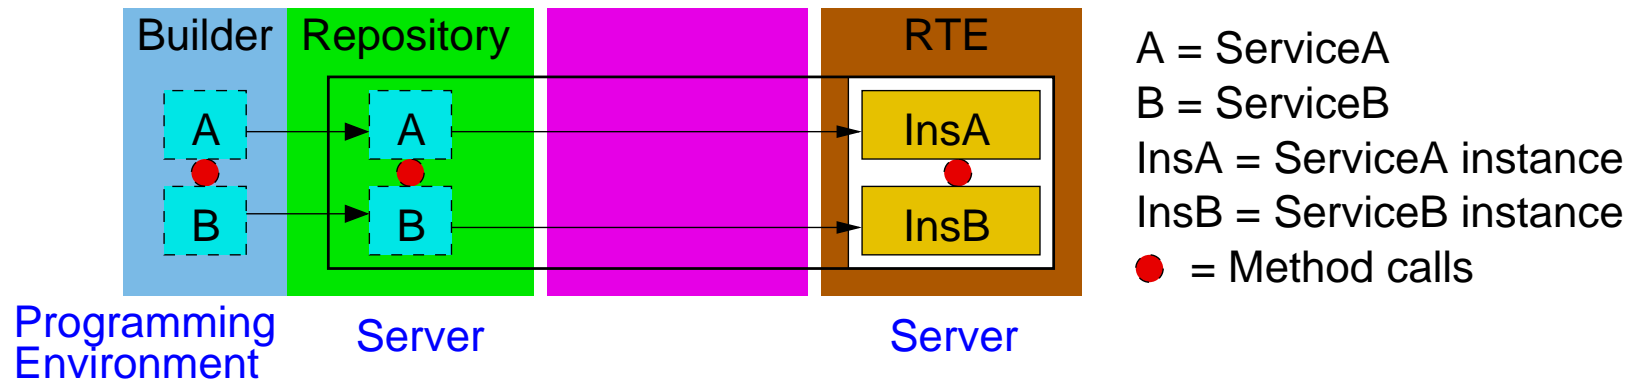 Builder
Repository
RTE
A
A
InsA
B
B
InsB
Programming
Environment
Server
Server
A = ServiceA
B = ServiceB
InsA = ServiceA instance
InsB = ServiceB instance
= Method calls